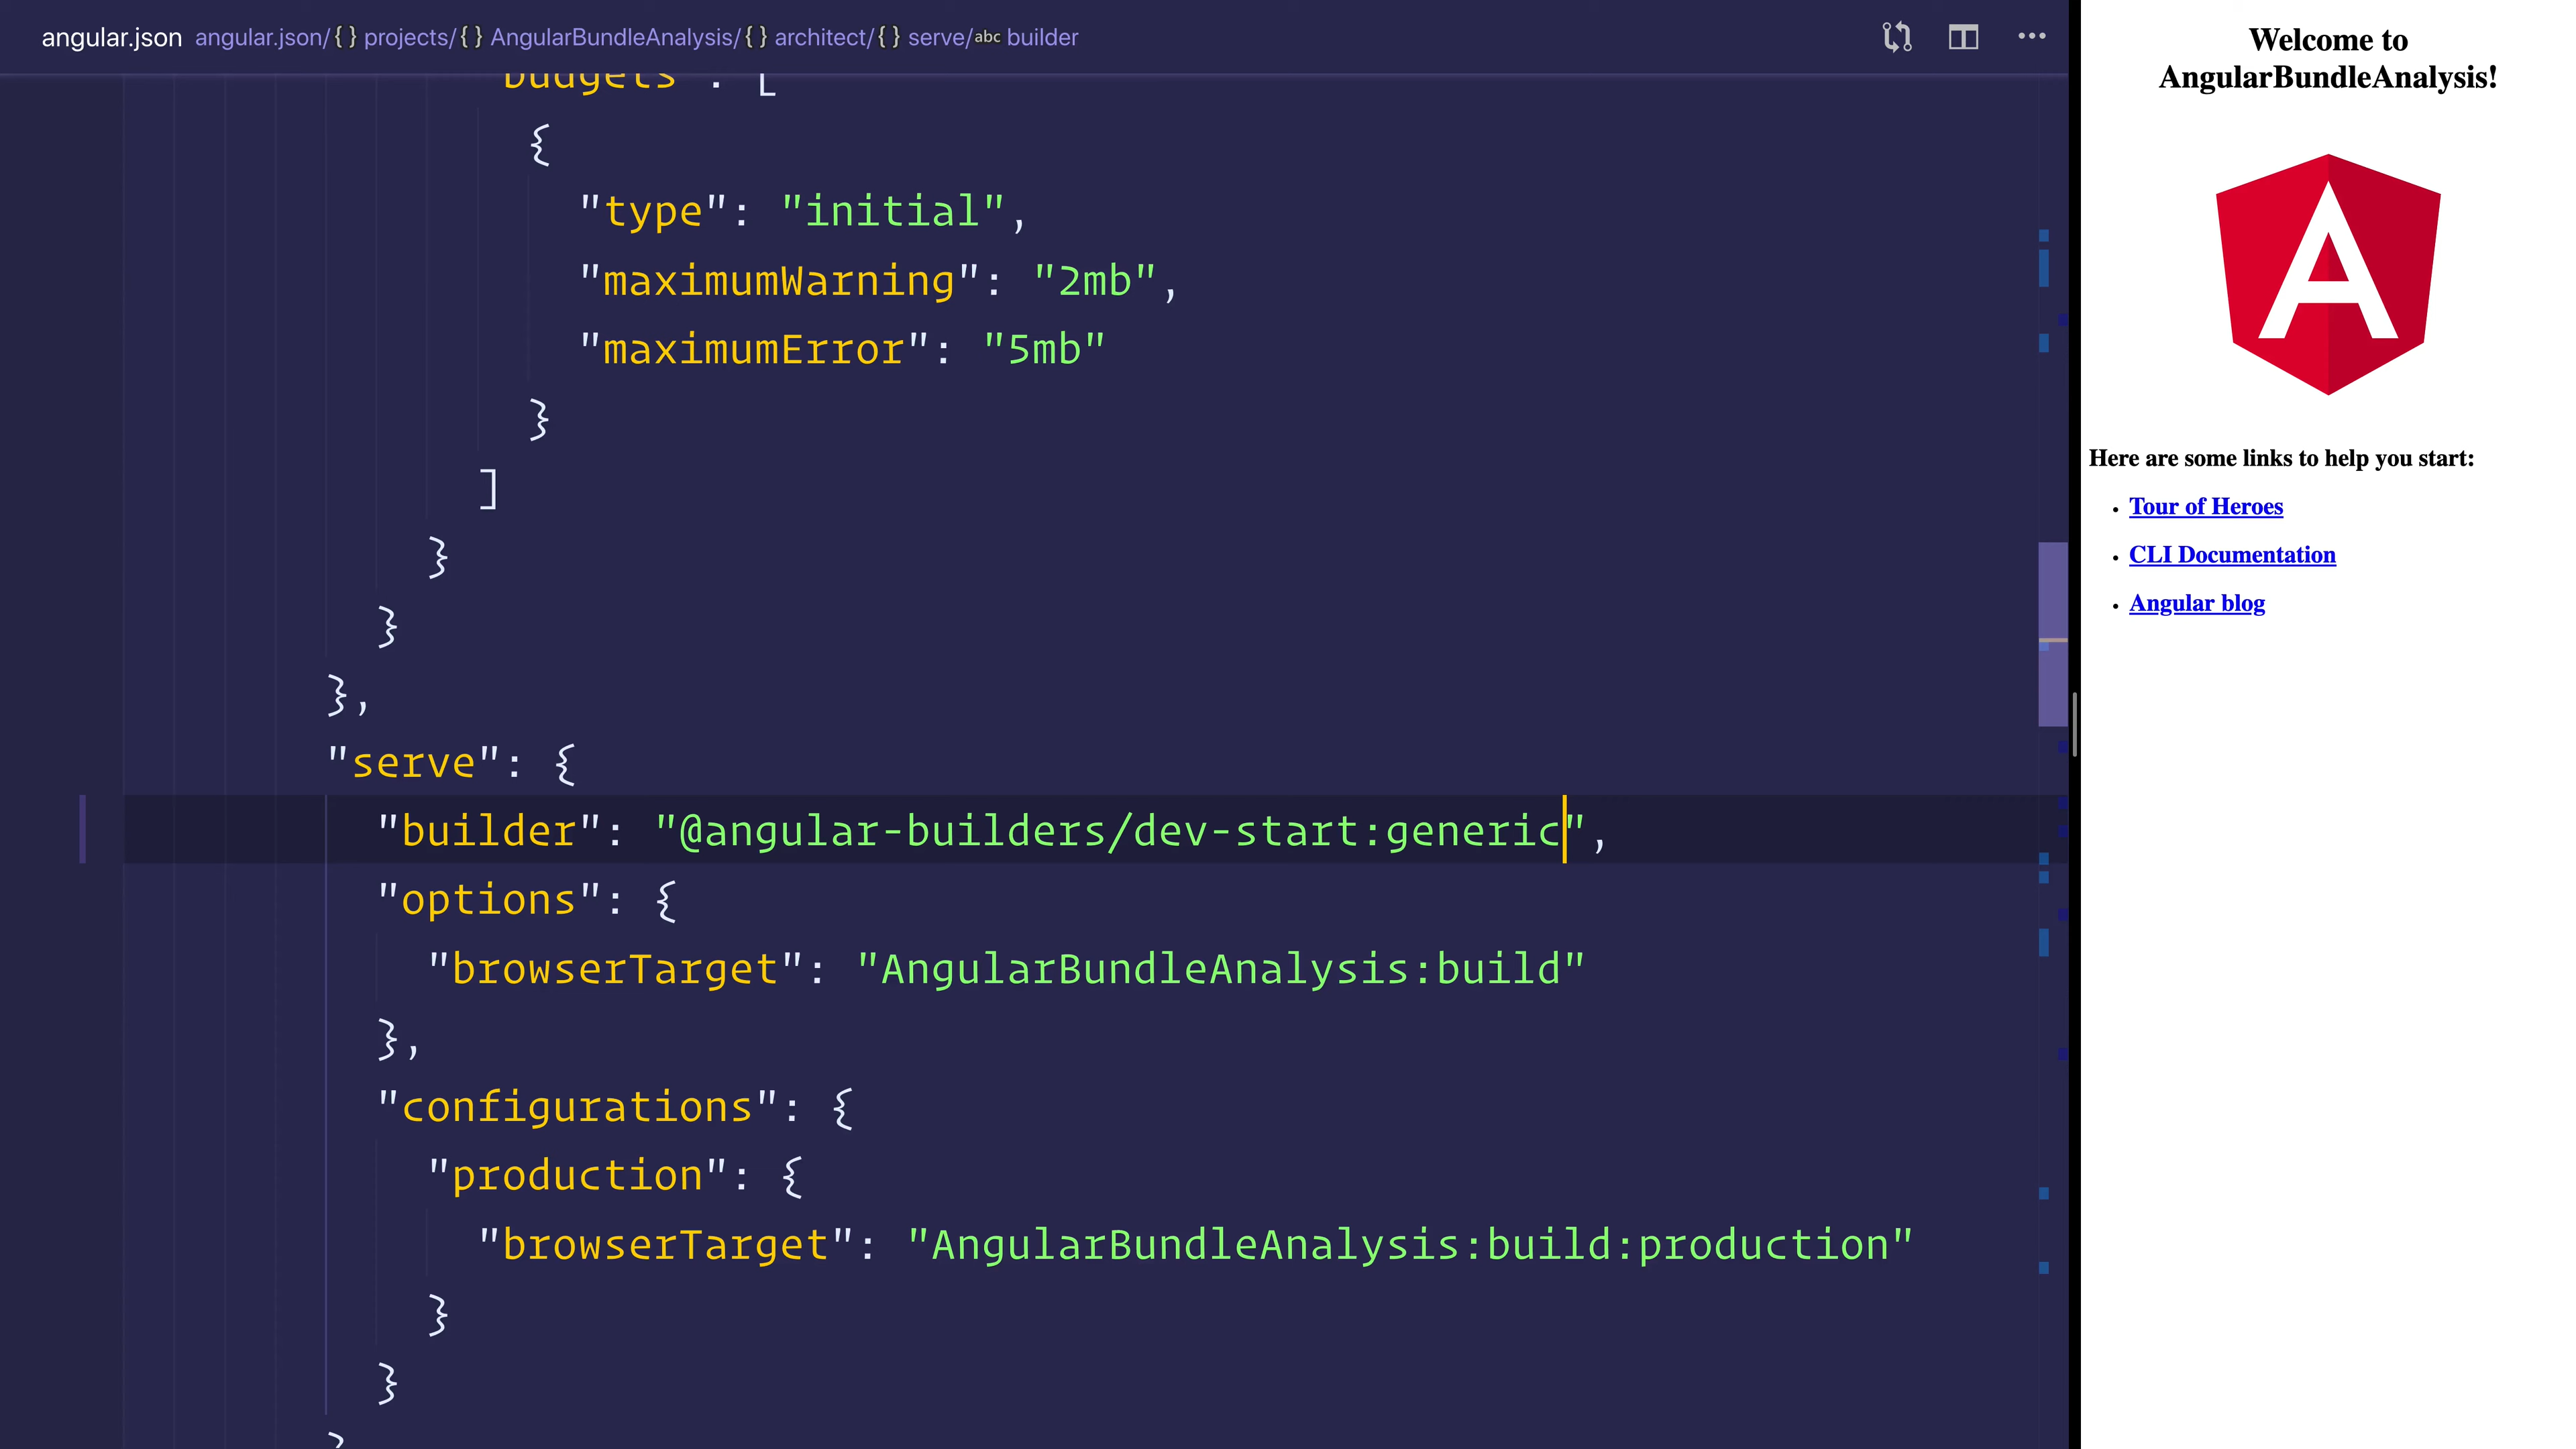 angular.json angular.json/{} projects/{} AngularBundleAnalysis/{} architect/{} serve/abc builder
"budgets": [
{
"type": "initial",
"maximumWarning": "2mb",
"maximumError": "5mb"
}
]
}
}
},
"serve": {
"builder": "@angular-builders/dev-start:generic",
"options": {
"browserTarget": "AngularBundleAnalysis:build"
},
"configurations": {
"production": {
"browserTarget": "AngularBundleAnalysis:build:production"
}
}
}
Welcome to
AngularBundleAnalysis!
A
Here are some links to help you start:
• Tour of Heroes
• CLI Documentation
• Angular blog